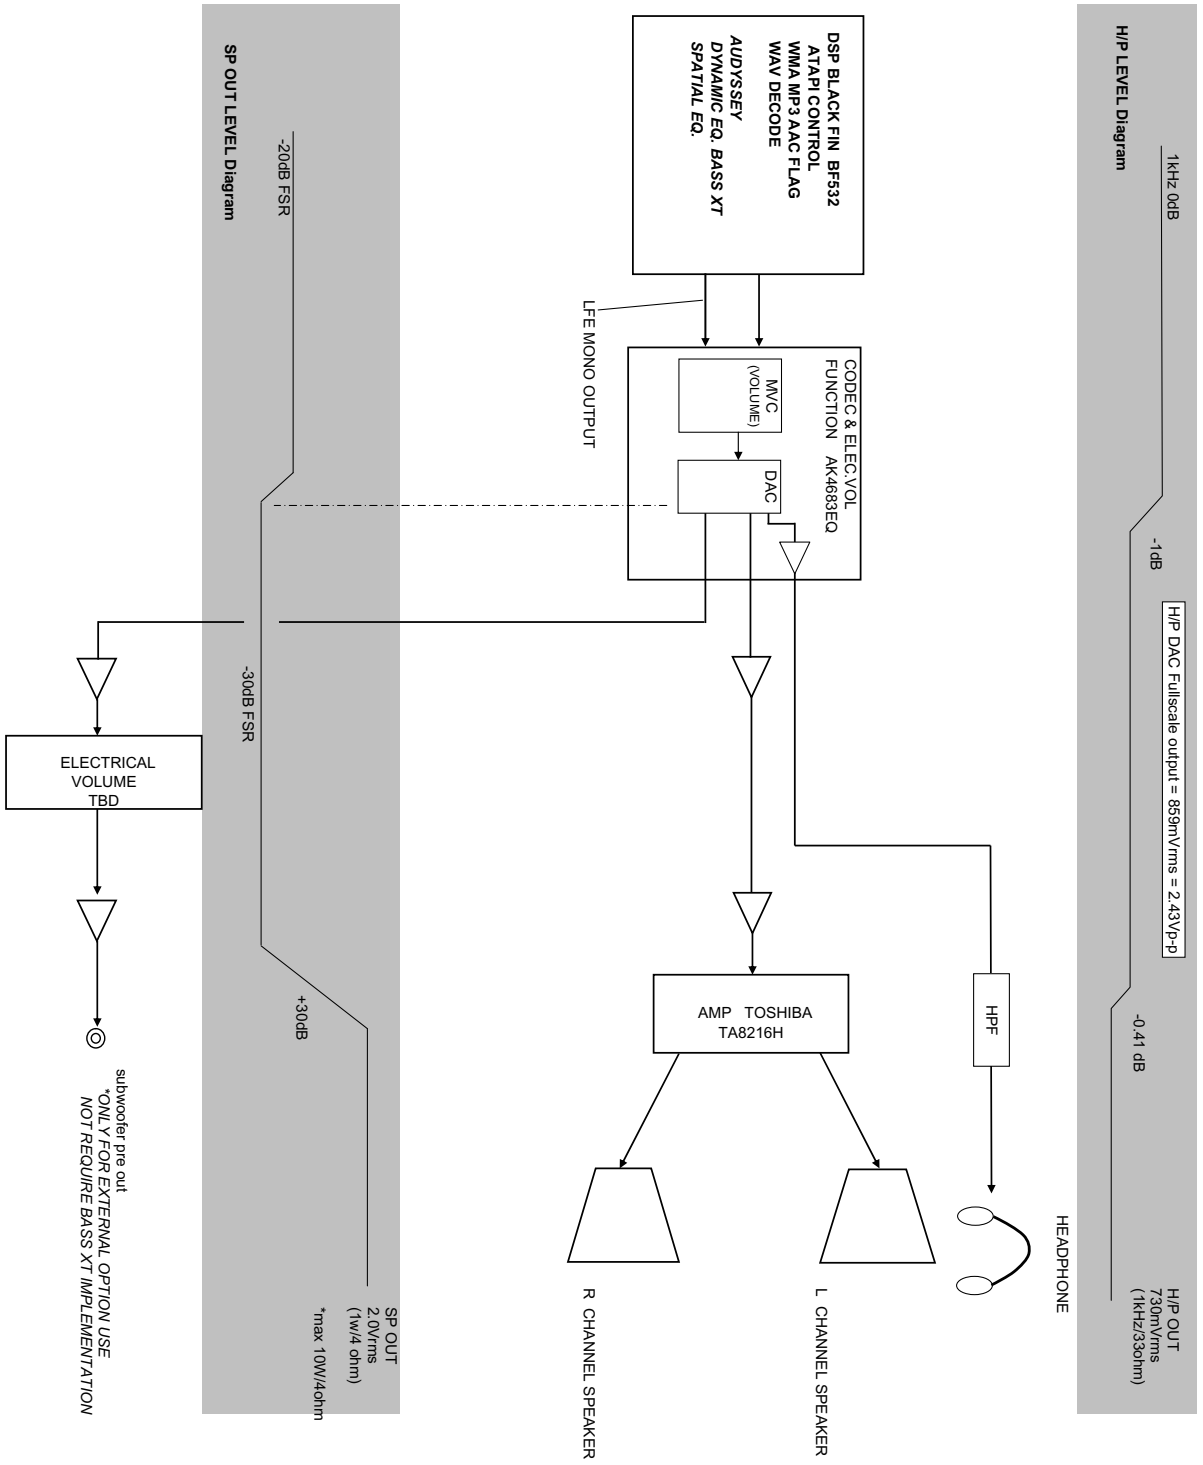 H/P LEVEL Diagram
1kHz 0dB
-1dB
H/P DAC Fullscale output = 859mVrms = 2.43Vp-p
-0.41 dB
H/P OUT
730mVrms
(1kHz/33ohm)
DSP BLACK FIN BF532
ATAPI CONTROL
WMA MP3 AAC FLAG
WAV DECODE
AUDYSSEY
DYNAMIC EQ. BASS XT
SPATIAL EQ.
LFE MONO OUTPUT
CODEC & ELEC.VOL
FUNCTION AK4683EQ
MVC
(VOLUME)
DAC
HPF
HEADPHONE
AMP TOSHIBA
TA8216H
L CHANNEL SPEAKER
R CHANNEL SPEAKER
SP OUT LEVEL Diagram
-20dB FSR
-30dB FSR
+30dB
SP OUT
2.0Vrms
(1w/4 ohm)
*max 10W/4ohm
ELECTRICAL
VOLUME
TBD
subwoofer pre out
*ONLY FOR EXTERNAL OPTION USE
NOT REQUIRE BASS XT IMPLEMENTATION